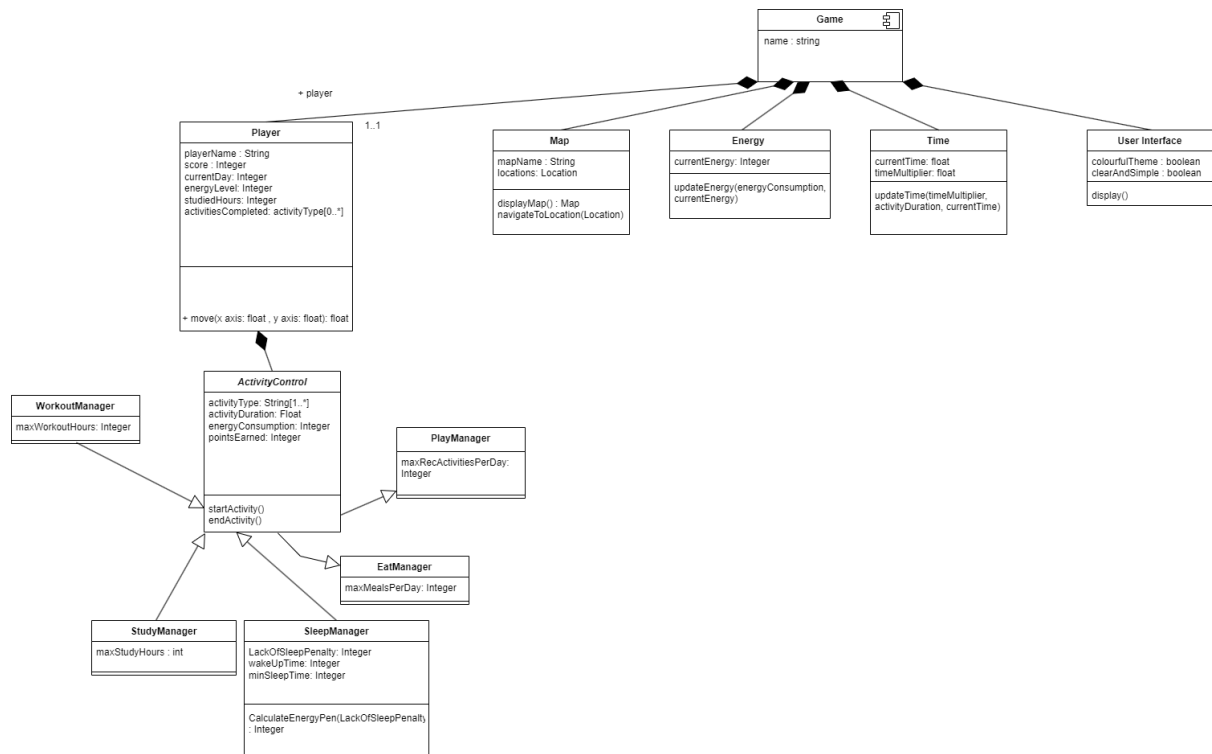 Game
name : string
+ player
1..1
Player
playerName : String
score : Integer
currentDay: Integer
energyLevel: Integer
studiedHours: Integer
activitiesCompleted: activityType[0..*]
+ move(x axis: float , y axis: float): float
Map
mapName : String
locations: Location
displayMap() : Map
navigateToLocation(Location)
Energy
currentEnergy: Integer
updateEnergy(energyConsumption,
currentEnergy)
Time
currentTime: float
timeMultiplier: float
updateTime(timeMultiplier,
activityDuration, currentTime)
User Interface
colourfulTheme : boolean
clearAndSimple : boolean
display()
ActivityControl
activityType: String[1..*]
activityDuration: Float
energyConsumption: Integer
pointsEarned: Integer
startActivity()
endActivity()
WorkoutManager
maxWorkoutHours: Integer
PlayManager
maxRecActivitiesPerDay:
Integer
EatManager
maxMealsPerDay: Integer
StudyManager
maxStudyHours : int
SleepManager
LackOfSleepPenalty: Integer
wakeUpTime: Integer
minSleepTime: Integer
CalculateEnergyPen(LackOfSleepPenalty
: Integer